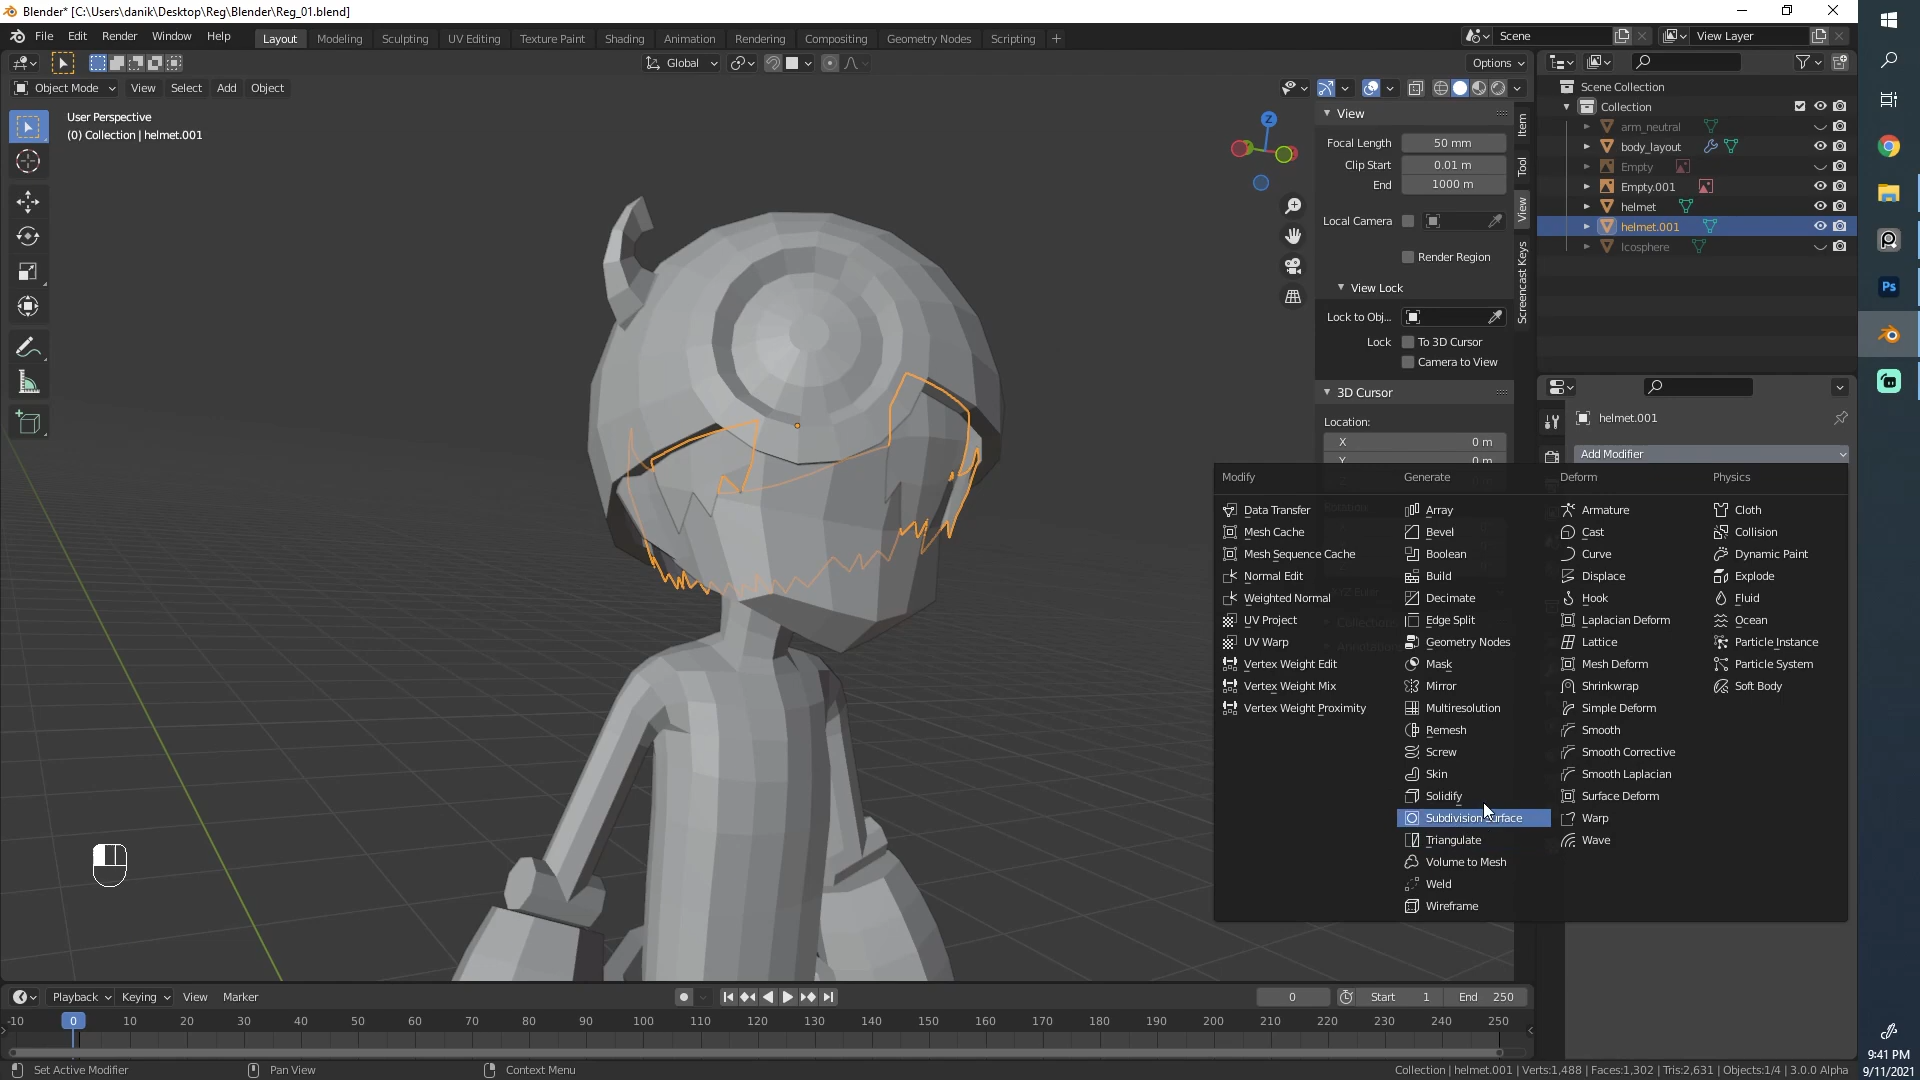 Blender* [C:\Users\danik\Desktop\Reg\Blender\Reg_01.blend]
File Edit Render Window Help
Layout Modeling Sculpting UV Editing Texture Paint Shading Animation Rendering Compositing Geometry Nodes Scripting
Scene
View Layer
Global
Options
Object Mode View Select Add Object
User Perspective
(0) Collection | helmet.001
Z
View
Focal Length 50 mm
Clip Start 0.01 m
End 1000 m
Local Camera
Render Region
View Lock
Lock to Obj...
Lock To 3D Cursor
Camera to View
3D Cursor
Location:
X 0 m
Y 0 m
Item
Tool
View
Screencast Keys
Scene Collection
Collection
arm_neutral
body_layout
Empty
Empty.001
helmet
helmet.001
Icosphere
helmet.001
Add Modifier
Modify Generate Deform Physics
Data Transfer Array Armature Cloth
Mesh Cache Bevel Cast Collision
Mesh Sequence Cache Boolean Curve Dynamic Paint
Normal Edit Build Displace Explode
Weighted Normal Decimate Hook Fluid
UV Project Edge Split Laplacian Deform Ocean
UV Warp Geometry Nodes Lattice Particle Instance
Vertex Weight Edit Mask Mesh Deform Particle System
Vertex Weight Mix Mirror Shrinkwrap Soft Body
Vertex Weight Proximity Multiresolution Simple Deform
Remesh Smooth
Screw Smooth Corrective
Skin Smooth Laplacian
Solidify Surface Deform
Subdivision Surface Warp
Triangulate Wave
Volume to Mesh
Weld
Wireframe
Ps
Playback Keying View Marker
0 Start 1 End 250
-10 0 10 20 30 40 50 60 70 80 90 100 110 120 130 140 150 160 170 180 190 200 210 220 230 240 250
Set Active Modifier Pan View Context Menu
Collection | helmet.001 | Verts:1,488 | Faces:1,302 | Tris:2,631 | Objects:1/4 | 3.0.0 Alpha
9:41 PM
9/11/2021